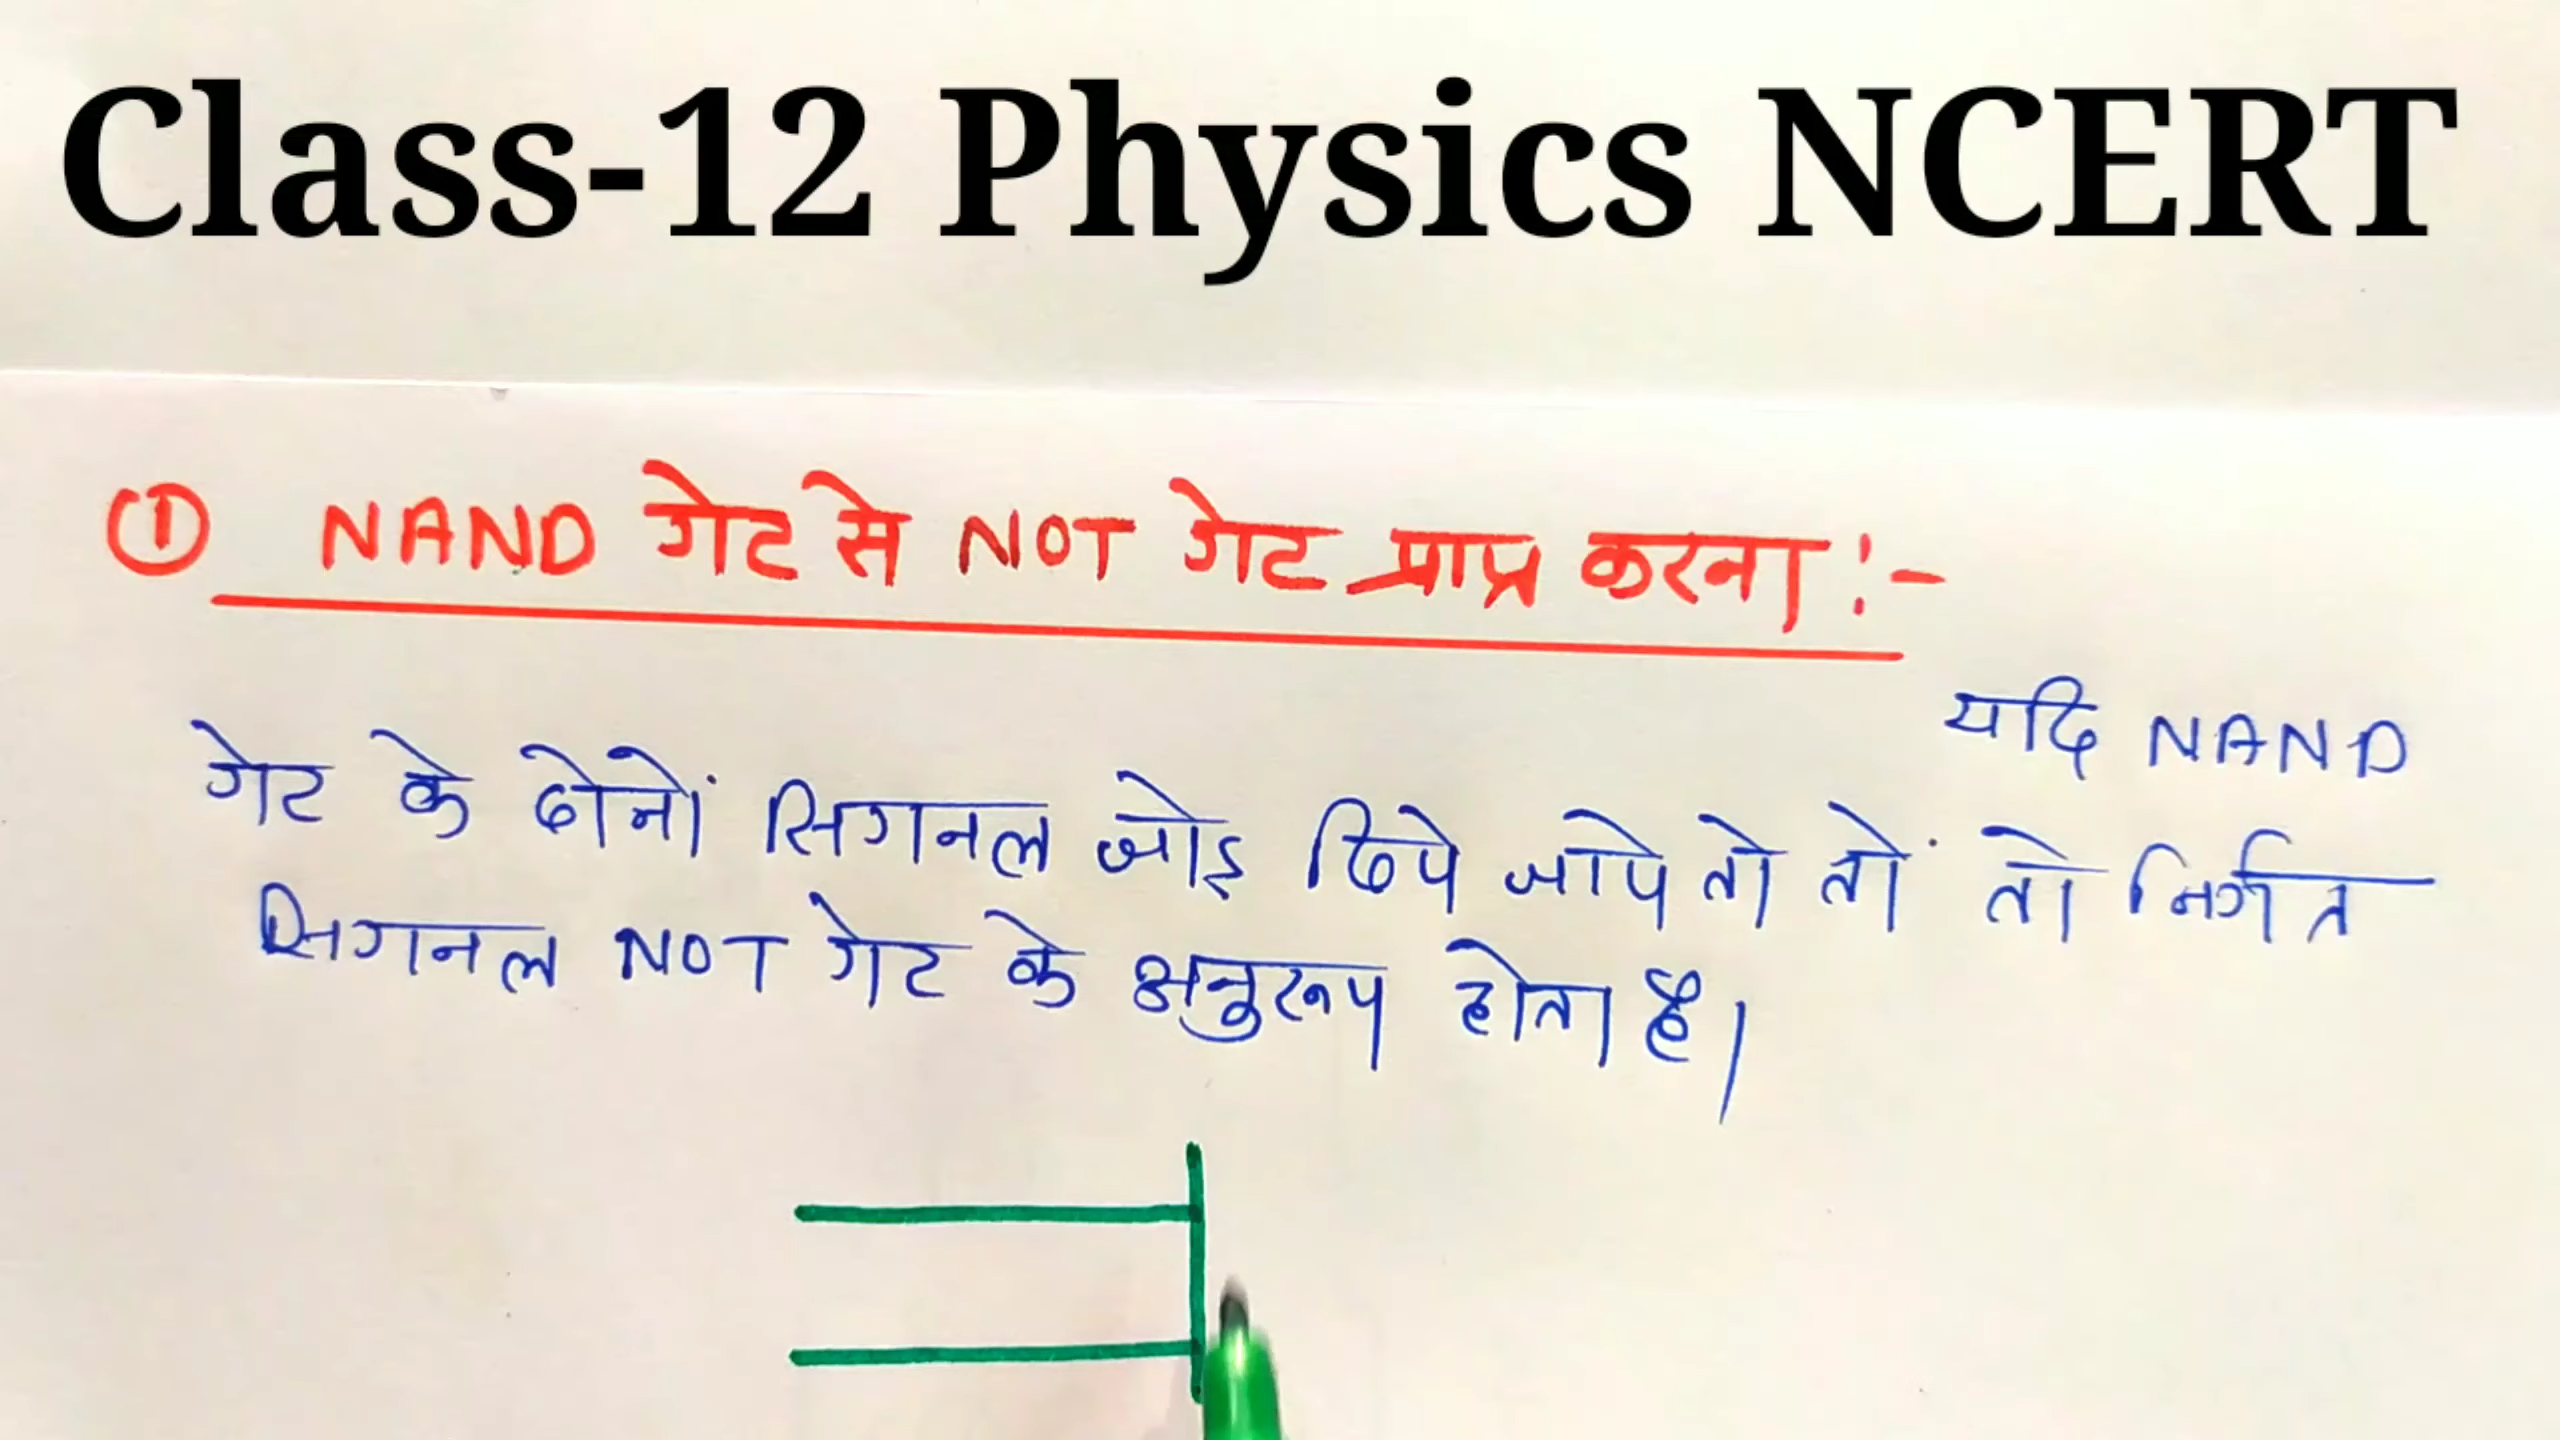 Class-12 Physics NCERT
① NAND गेट से NOT गेट प्राप्त करना :-
यदि NAND
गेट के दोनों सिगनल जोड़ दिये जाये तो तों तो निर्गत
सिगनल NOT गेट के अनुरूप होता है।